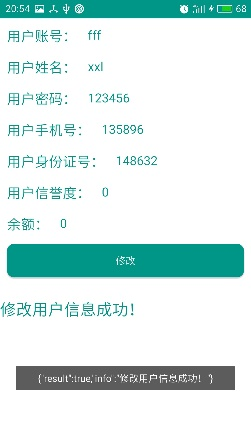 20:54 68
用户账号： fff
用户姓名： xxl
用户密码： 123456
用户手机号： 135896
用户身份证号： 148632
用户信誉度： 0
余额： 0
修改
修改用户信息成功！
{"result":true,"info":"修改用户信息成功！"}